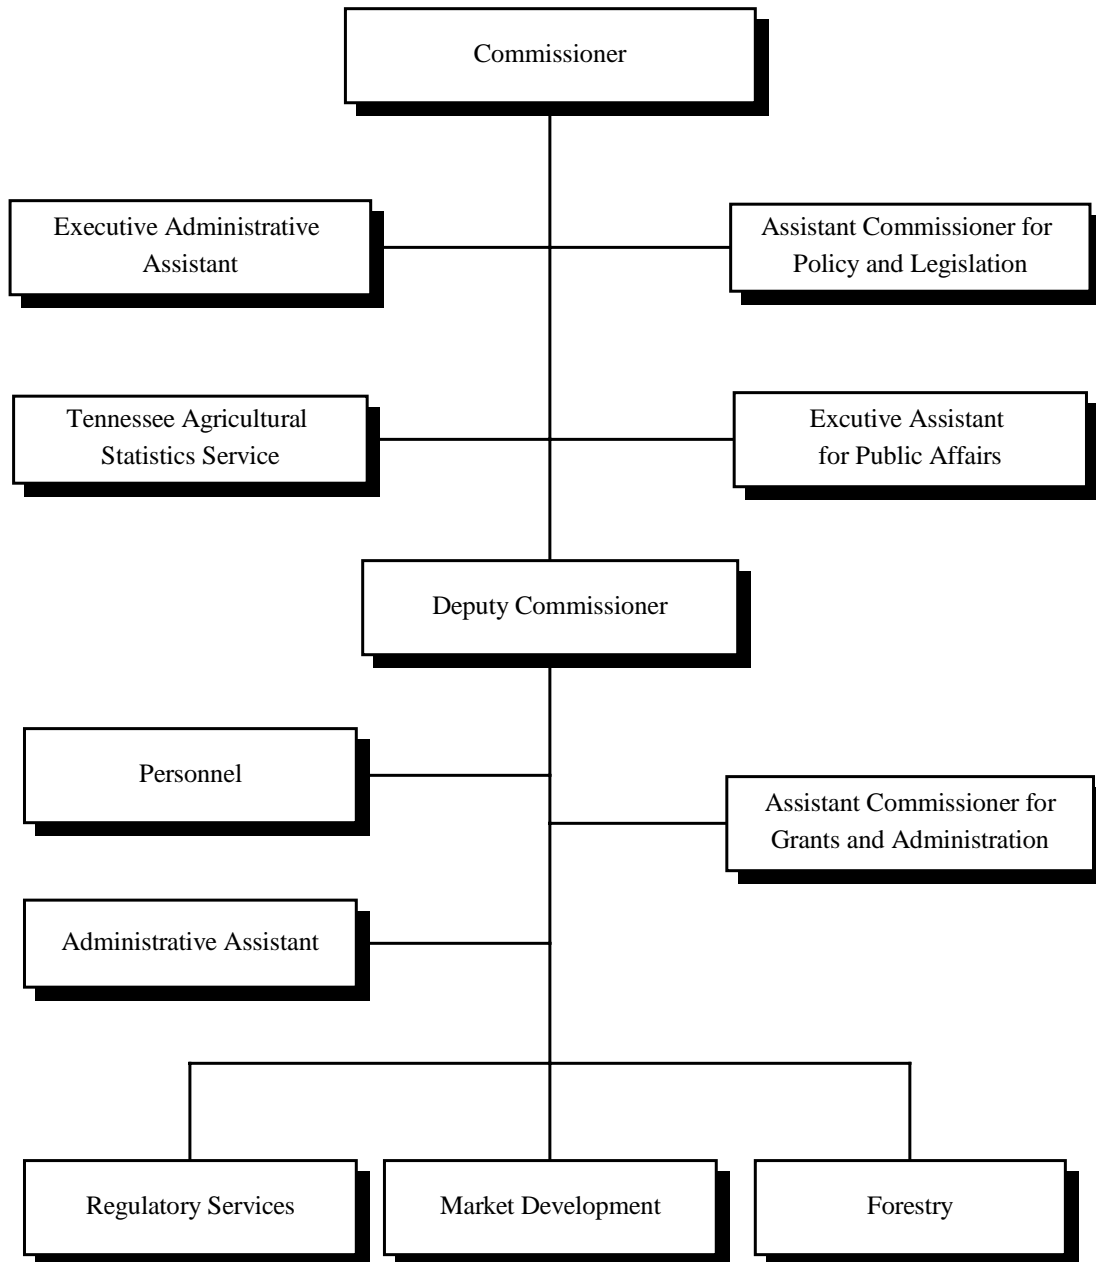 Commissioner
Executive Administrative
Assistant
Assistant Commissioner for
Policy and Legislation
Tennessee Agricultural
Statistics Service
Excutive Assistant
for Public Affairs
Deputy Commissioner
Personnel
Assistant Commissioner for
Grants and Administration
Administrative Assistant
Regulatory Services
Market Development
Forestry